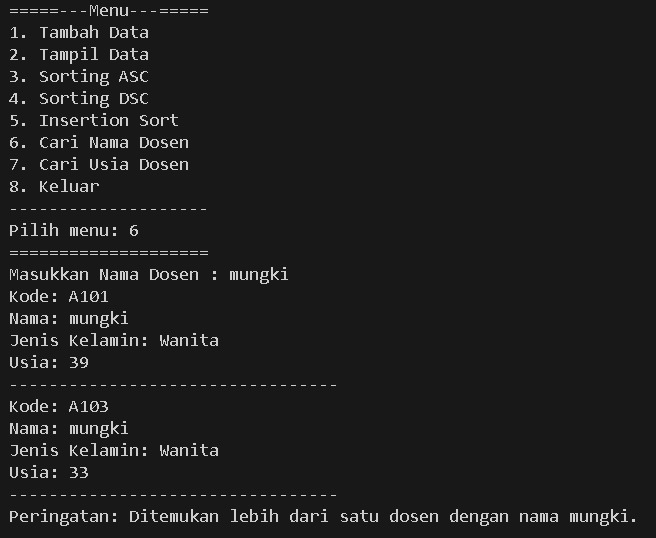 =====---Menu---=====
1. Tambah Data
2. Tampil Data
3. Sorting ASC
4. Sorting DSC
5. Insertion Sort
6. Cari Nama Dosen
7. Cari Usia Dosen
8. Keluar
--------------------
Pilih menu: 6
====================
Masukkan Nama Dosen : mungki
Kode: A101
Nama: mungki
Jenis Kelamin: Wanita
Usia: 39
---------------------------------
Kode: A103
Nama: mungki
Jenis Kelamin: Wanita
Usia: 33
---------------------------------
Peringatan: Ditemukan lebih dari satu dosen dengan nama mungki.